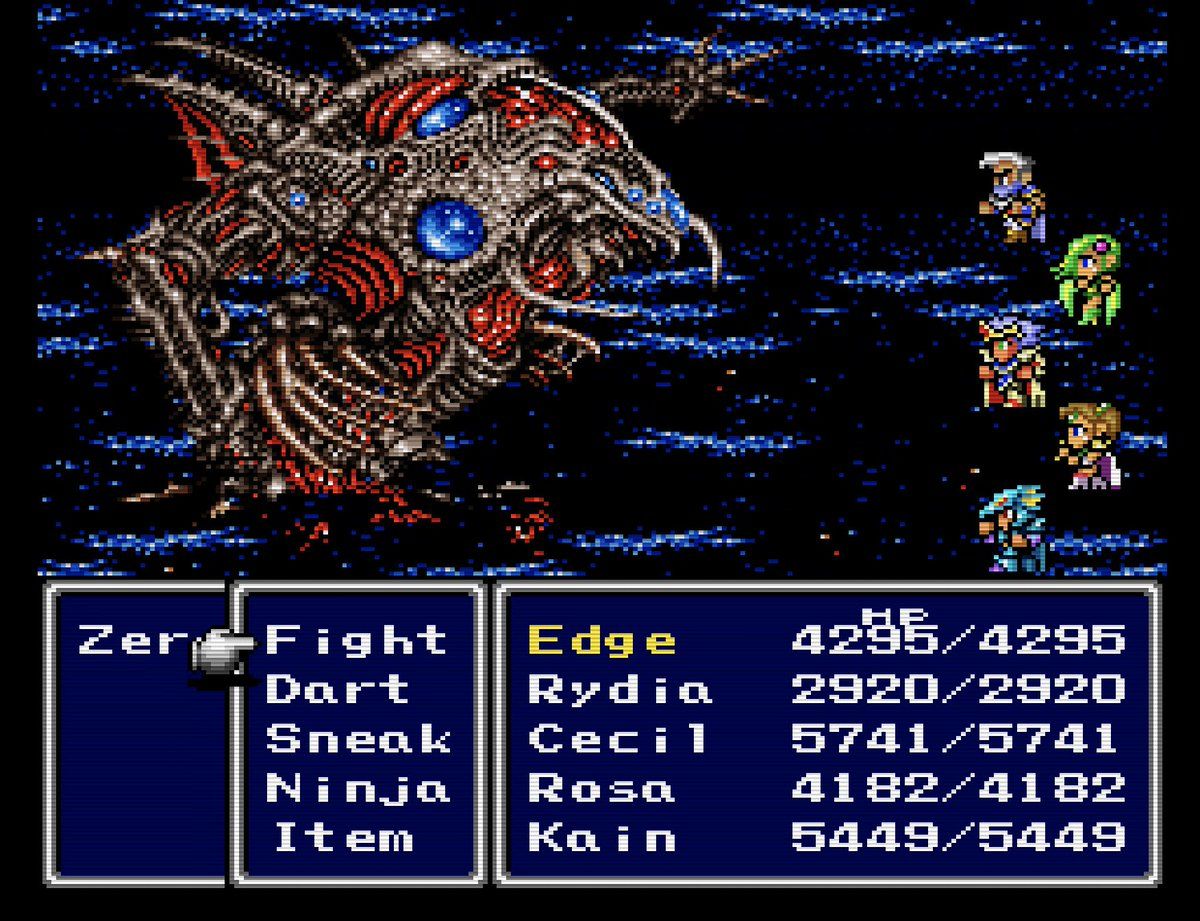 HP
Zer Fight Edge 4295/4295
Dart Rydia 2920/2920
Sneak Cecil 5741/5741
Ninja Rosa 4182/4182
Item Kain 5449/5449